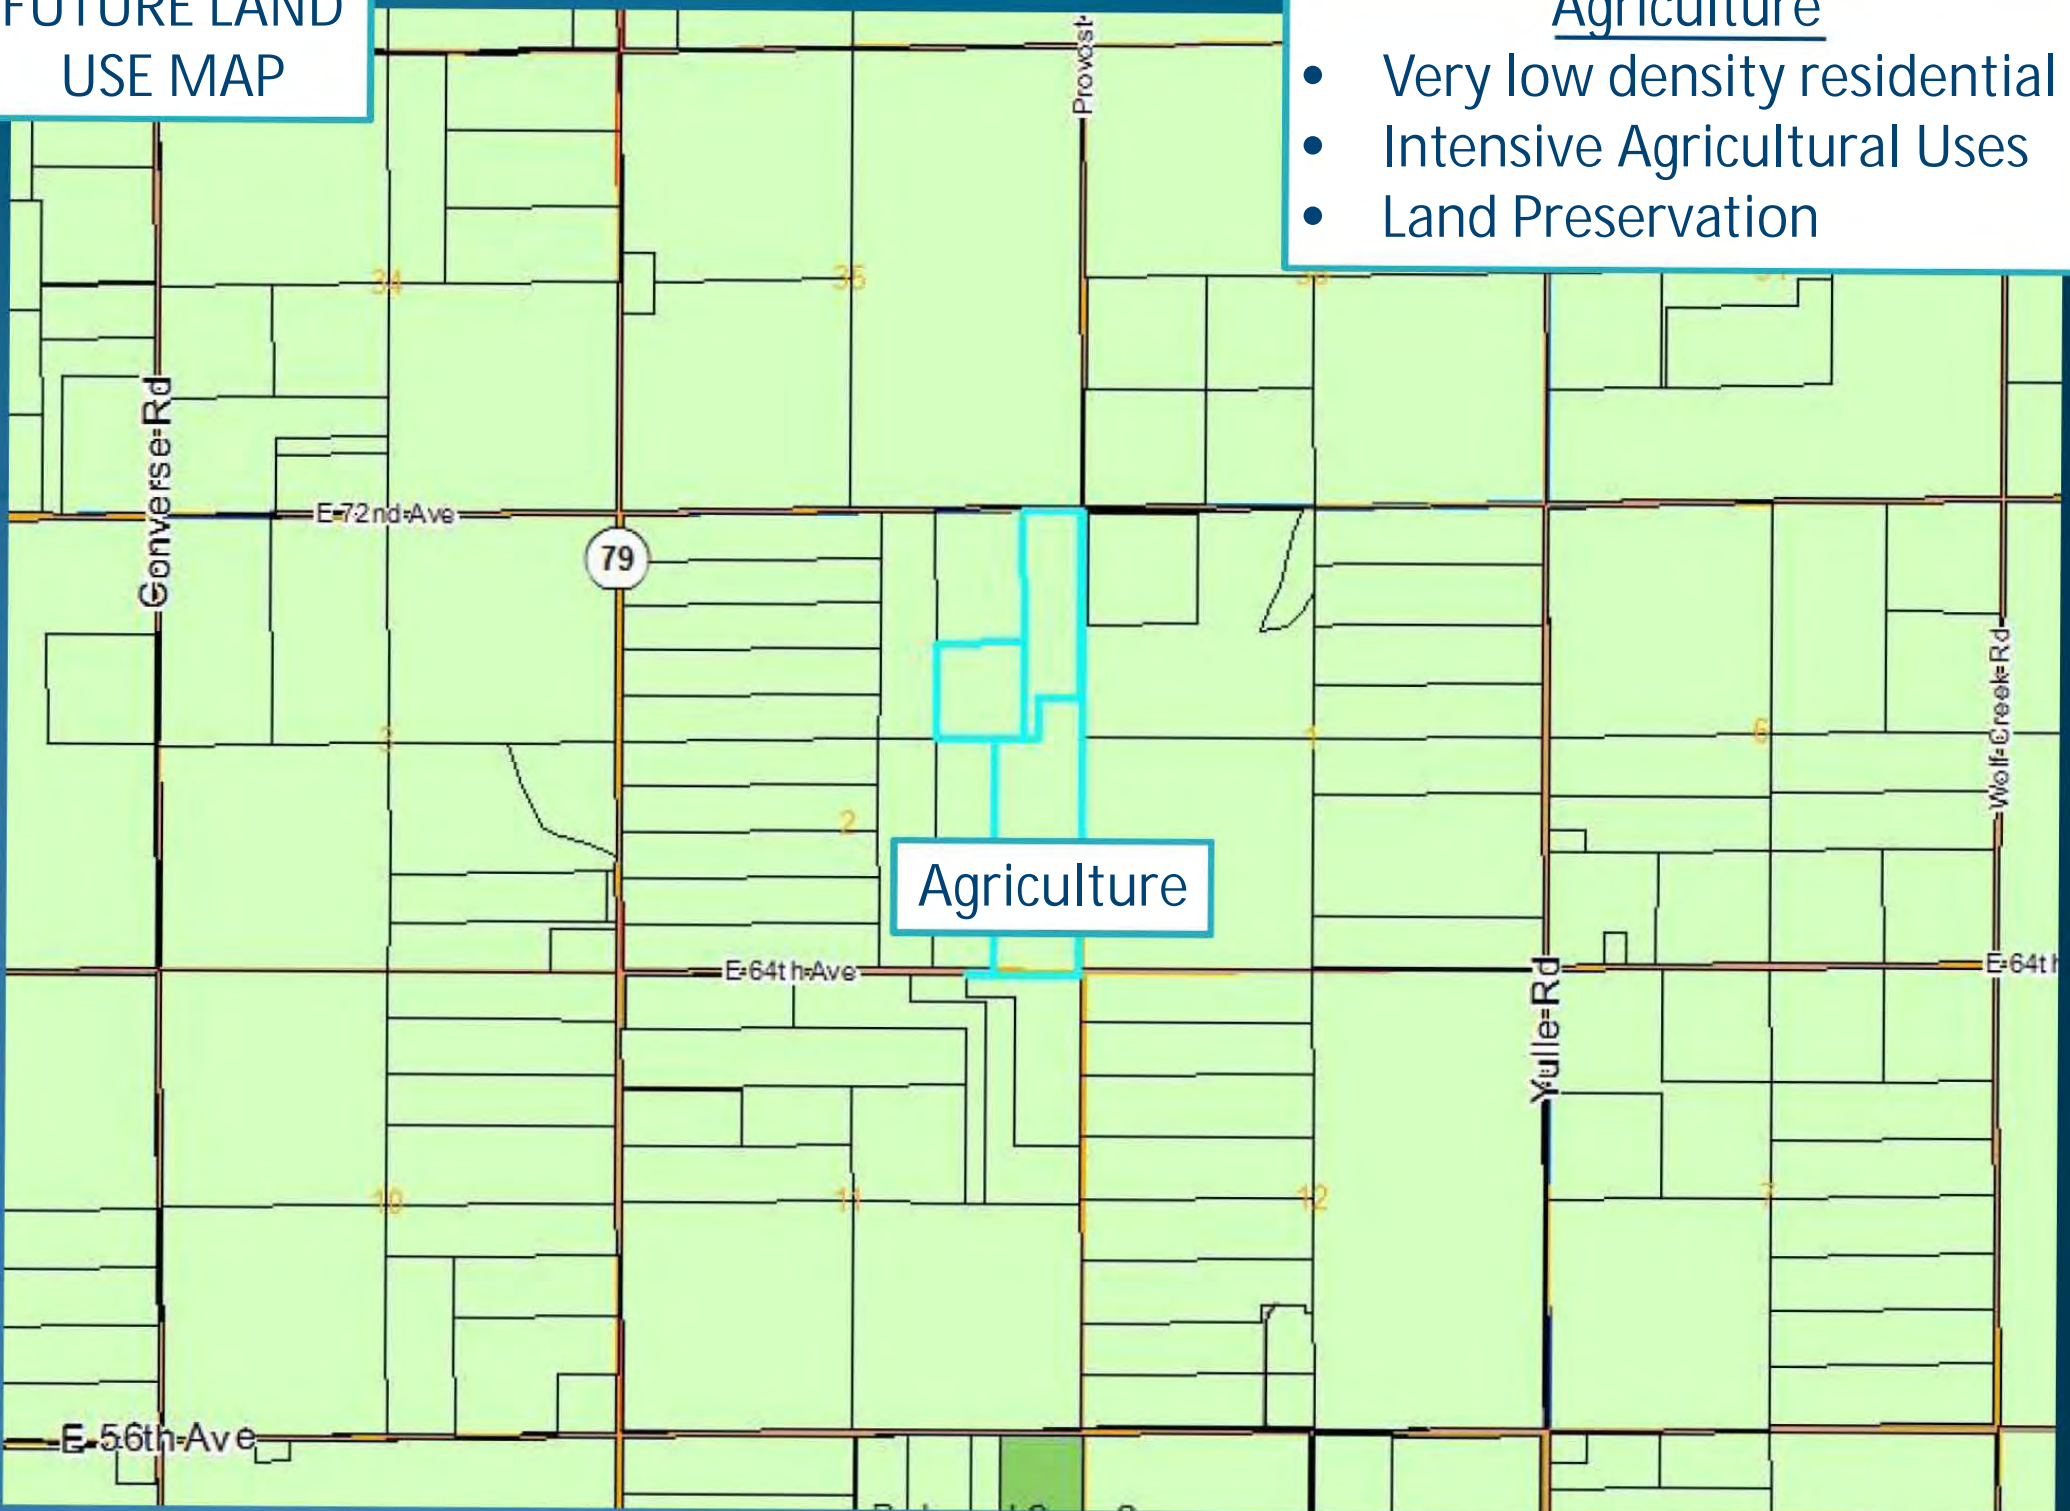 FUTURE LAND
USE MAP
Agriculture
• Very low density residential
• Intensive Agricultural Uses
• Land Preservation
Provost
34
35
Converse Rd
E 72nd Ave
79
3
2
1
6
Wolf Creek Rd
Agriculture
E 64th Ave
E 64th
Yulle Rd
10
11
12
7
E 56th Ave